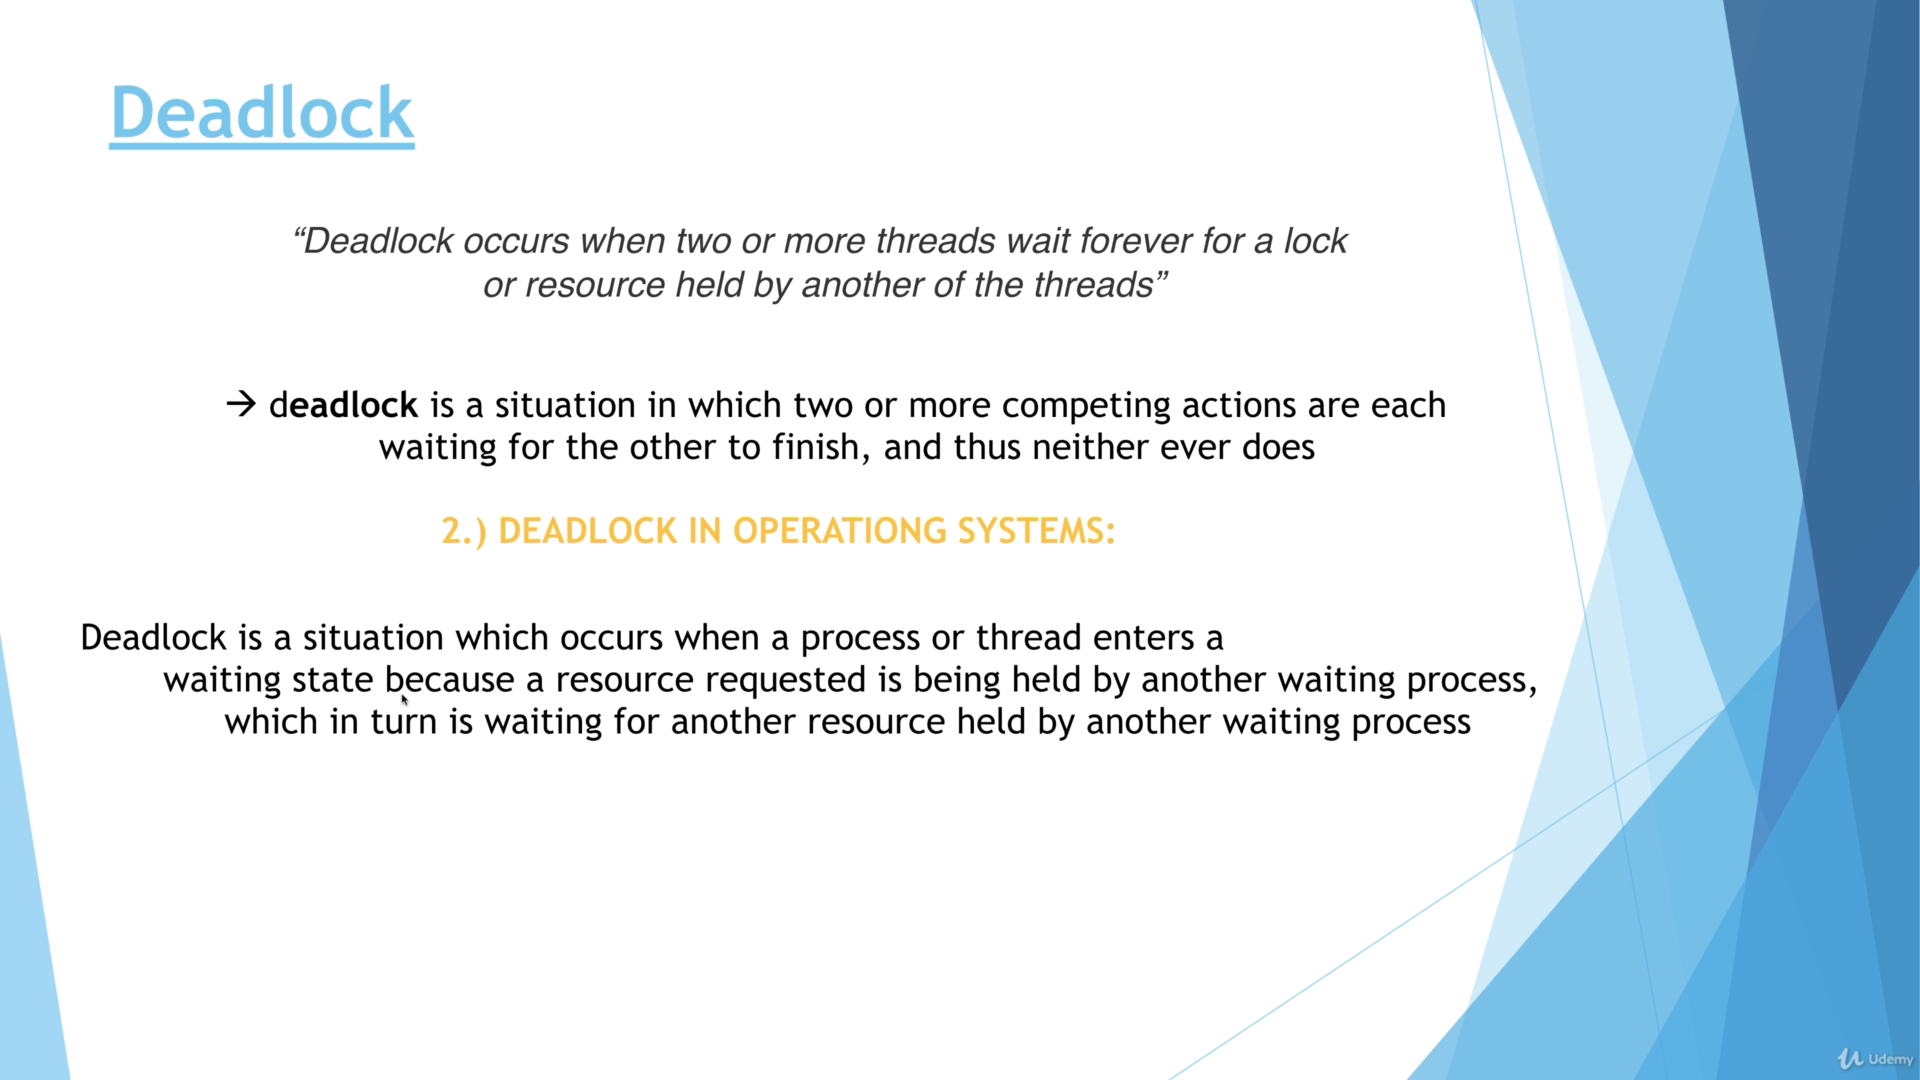 Deadlock
“Deadlock occurs when two or more threads wait forever for a lock
or resource held by another of the threads”
→ deadlock is a situation in which two or more competing actions are each
waiting for the other to finish, and thus neither ever does
2.) DEADLOCK IN OPERATIONG SYSTEMS:
Deadlock is a situation which occurs when a process or thread enters a
waiting state because a resource requested is being held by another waiting process,
which in turn is waiting for another resource held by another waiting process
Udemy